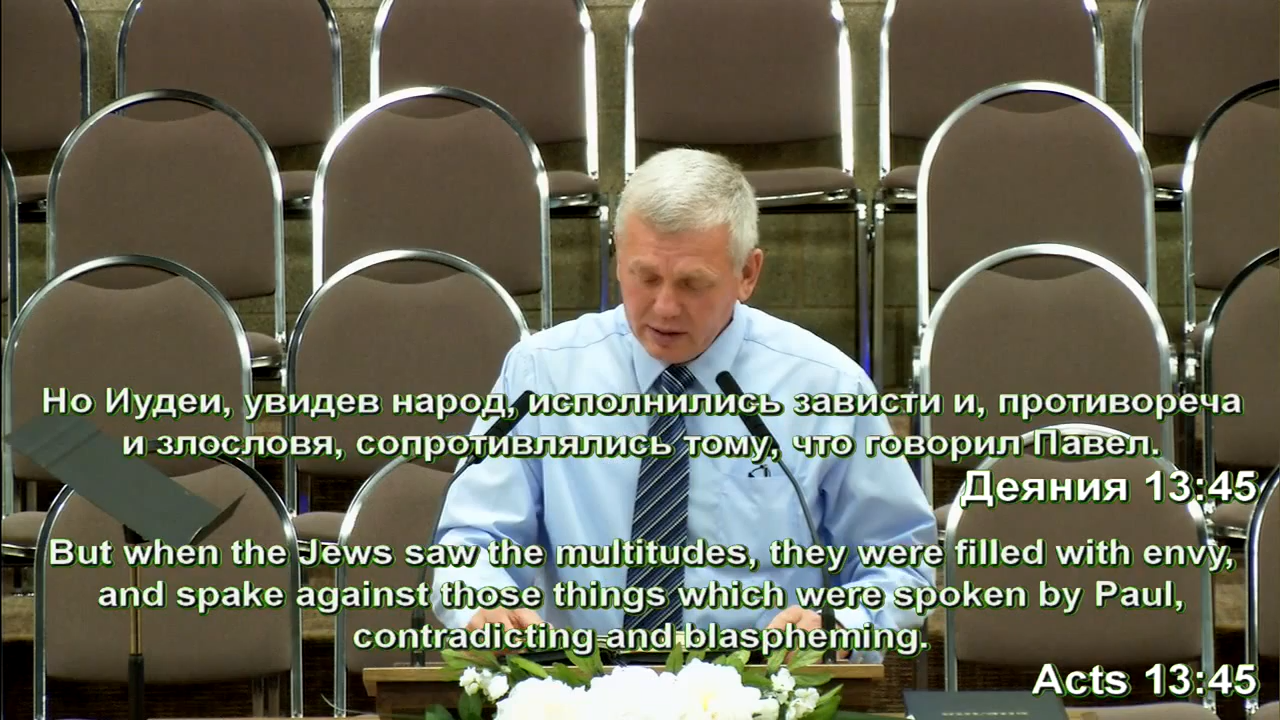 Но Иудеи, увидев народ, исполнились зависти и, противореча
и злословя, сопротивлялись тому, что говорил Павел.
Деяния 13:45
But when the Jews saw the multitudes, they were filled with envy,
and spake against those things which were spoken by Paul,
contradicting and blaspheming.
Acts 13:45